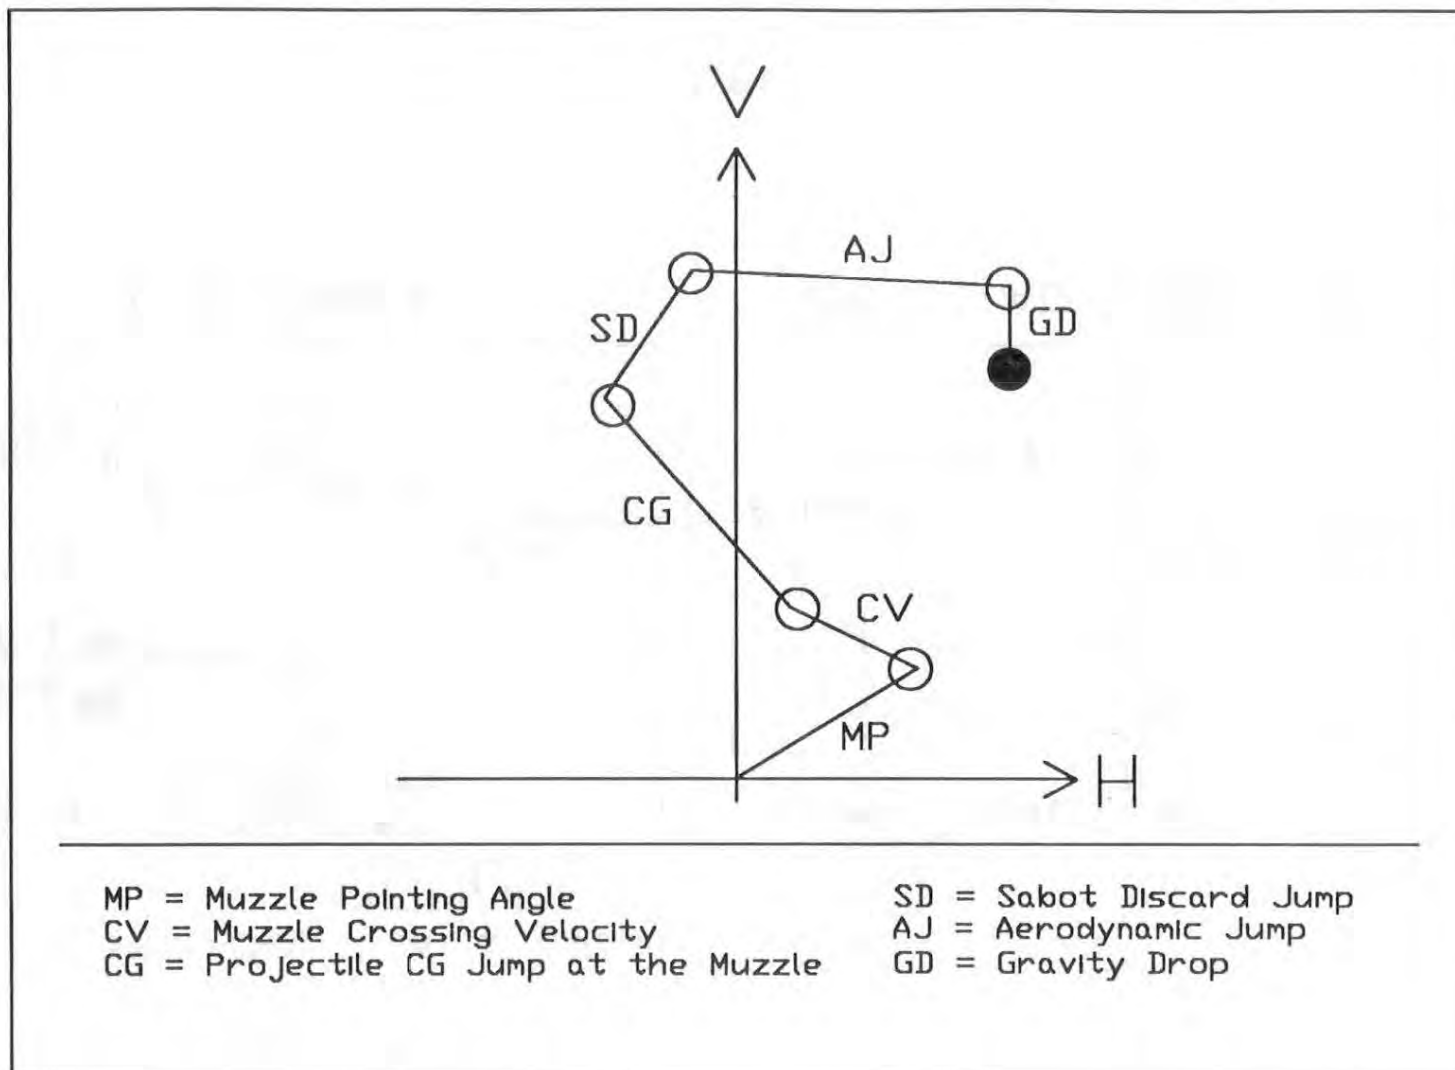 V
AJ
SD
GD
CG
CV
MP
H
MP = Muzzle Pointing Angle
CV = Muzzle Crossing Velocity
CG = Projectile CG Jump at the Muzzle
SD = Sabot Discard Jump
AJ = Aerodynamic Jump
GD = Gravity Drop